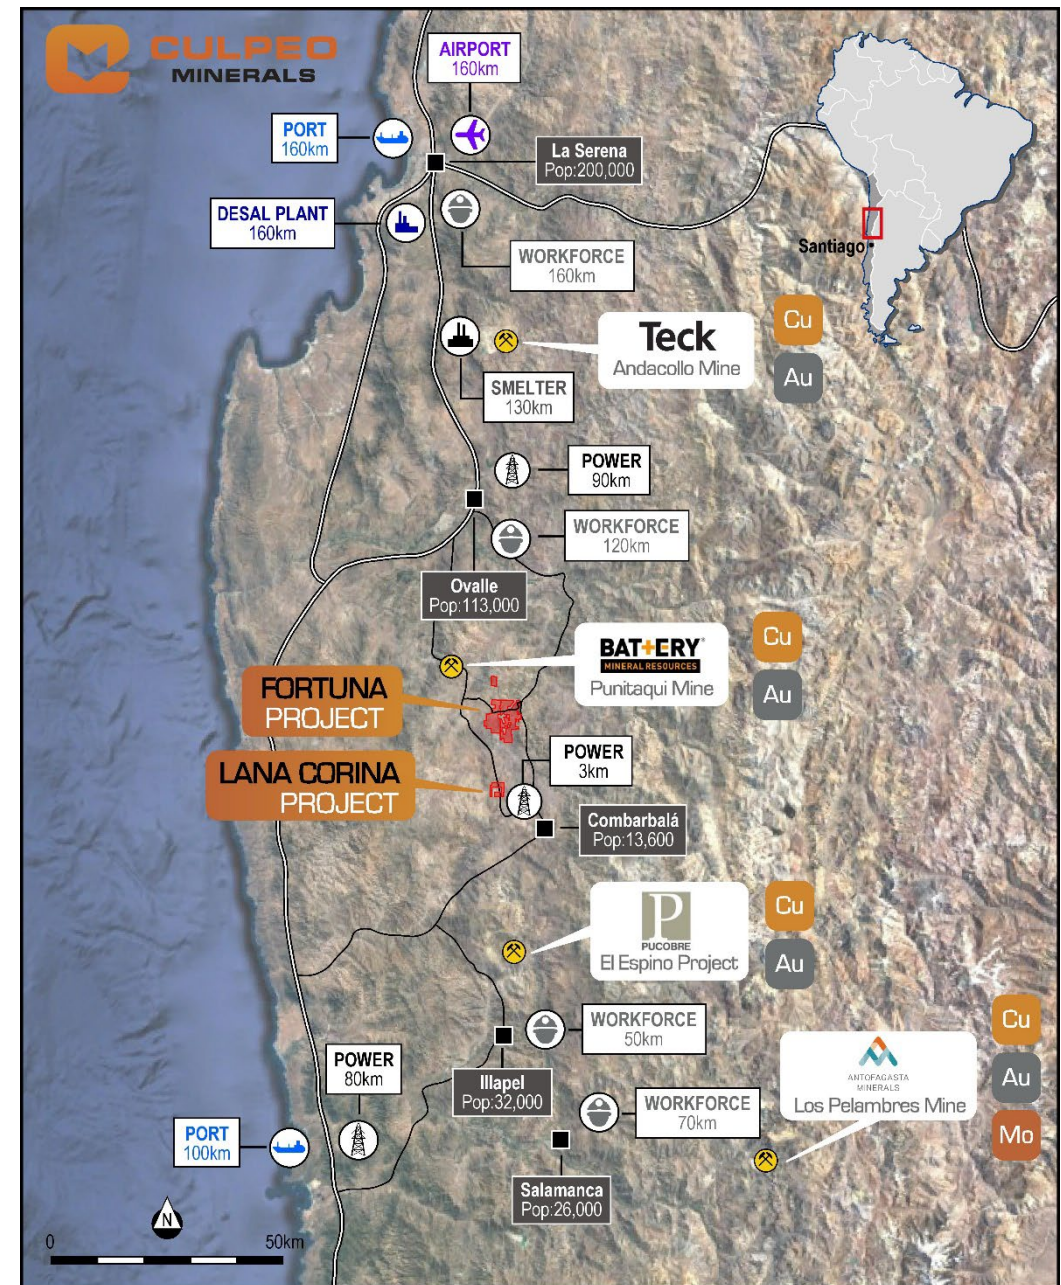 CULPEO
MINERALS
AIRPORT
160km
PORT
160km
La Serena
Pop:200,000
DESAL PLANT
160km
WORKFORCE
160km
Santiago
Teck
Andacollo Mine
Cu
Au
SMELTER
130km
POWER
90km
WORKFORCE
120km
Ovalle
Pop:113,000
BATTERY®
MINERAL RESOURCES
Punitaqui Mine
Cu
Au
FORTUNA
PROJECT
POWER
3km
LANA CORINA
PROJECT
Combarbalá
Pop:13,600
P
PUCOBRE
El Espino Project
Cu
Au
WORKFORCE
50km
POWER
80km
Illapel
Pop:32,000
ANTOFAGASTA
MINERALS
Los Pelambres Mine
Cu
Au
Mo
WORKFORCE
70km
PORT
100km
Salamanca
Pop:26,000
N
0 50km